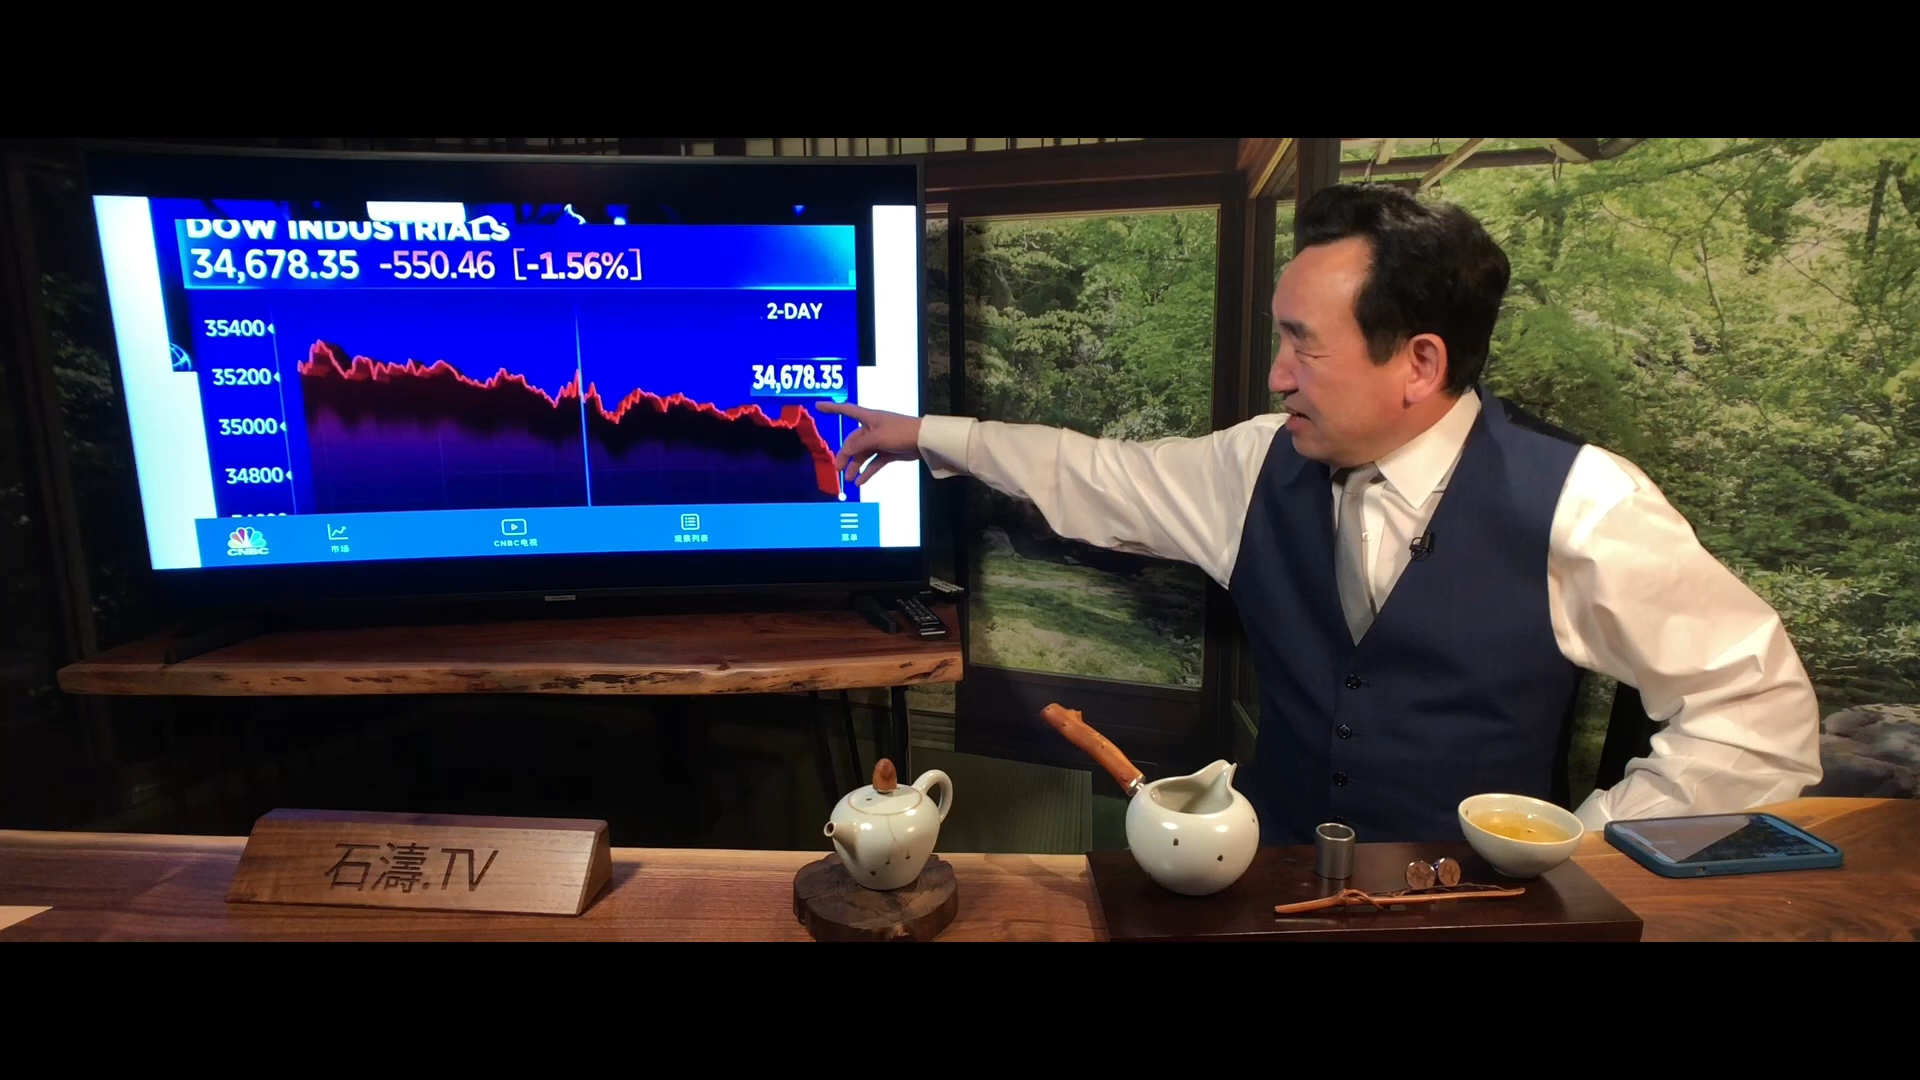 DOW INDUSTRIALS
34,678.35 -550.46 [-1.56%]
2-DAY
35400
35200
34,678.35
35000
34800
CNBC
市场
CNBC电视
观察列表
菜单
石濤.TV